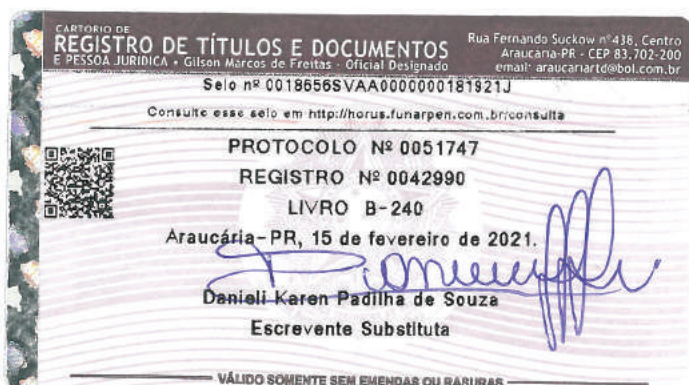 CARTÓRIO DE
REGISTRO DE TÍTULOS E DOCUMENTOS
E PESSOA JURIDICA • Gilson Marcos de Freitas - Oficial Designado
Rua Fernando Suckow nº438, Centro
Araucária-PR - CEP 83.702-200
email: araucariartd@bol.com.br
Selo nº 0018656SVAA0000000181921J
Consulte esse selo em http://horus.funarpen.com.br/consulta
PROTOCOLO Nº 0051747
REGISTRO Nº 0042990
LIVRO B-240
Araucária-PR, 15 de fevereiro de 2021.
Danieli Karen Padilha de Souza
Escrevente Substituta
VÁLIDO SOMENTE SEM EMENDAS OU RASURAS